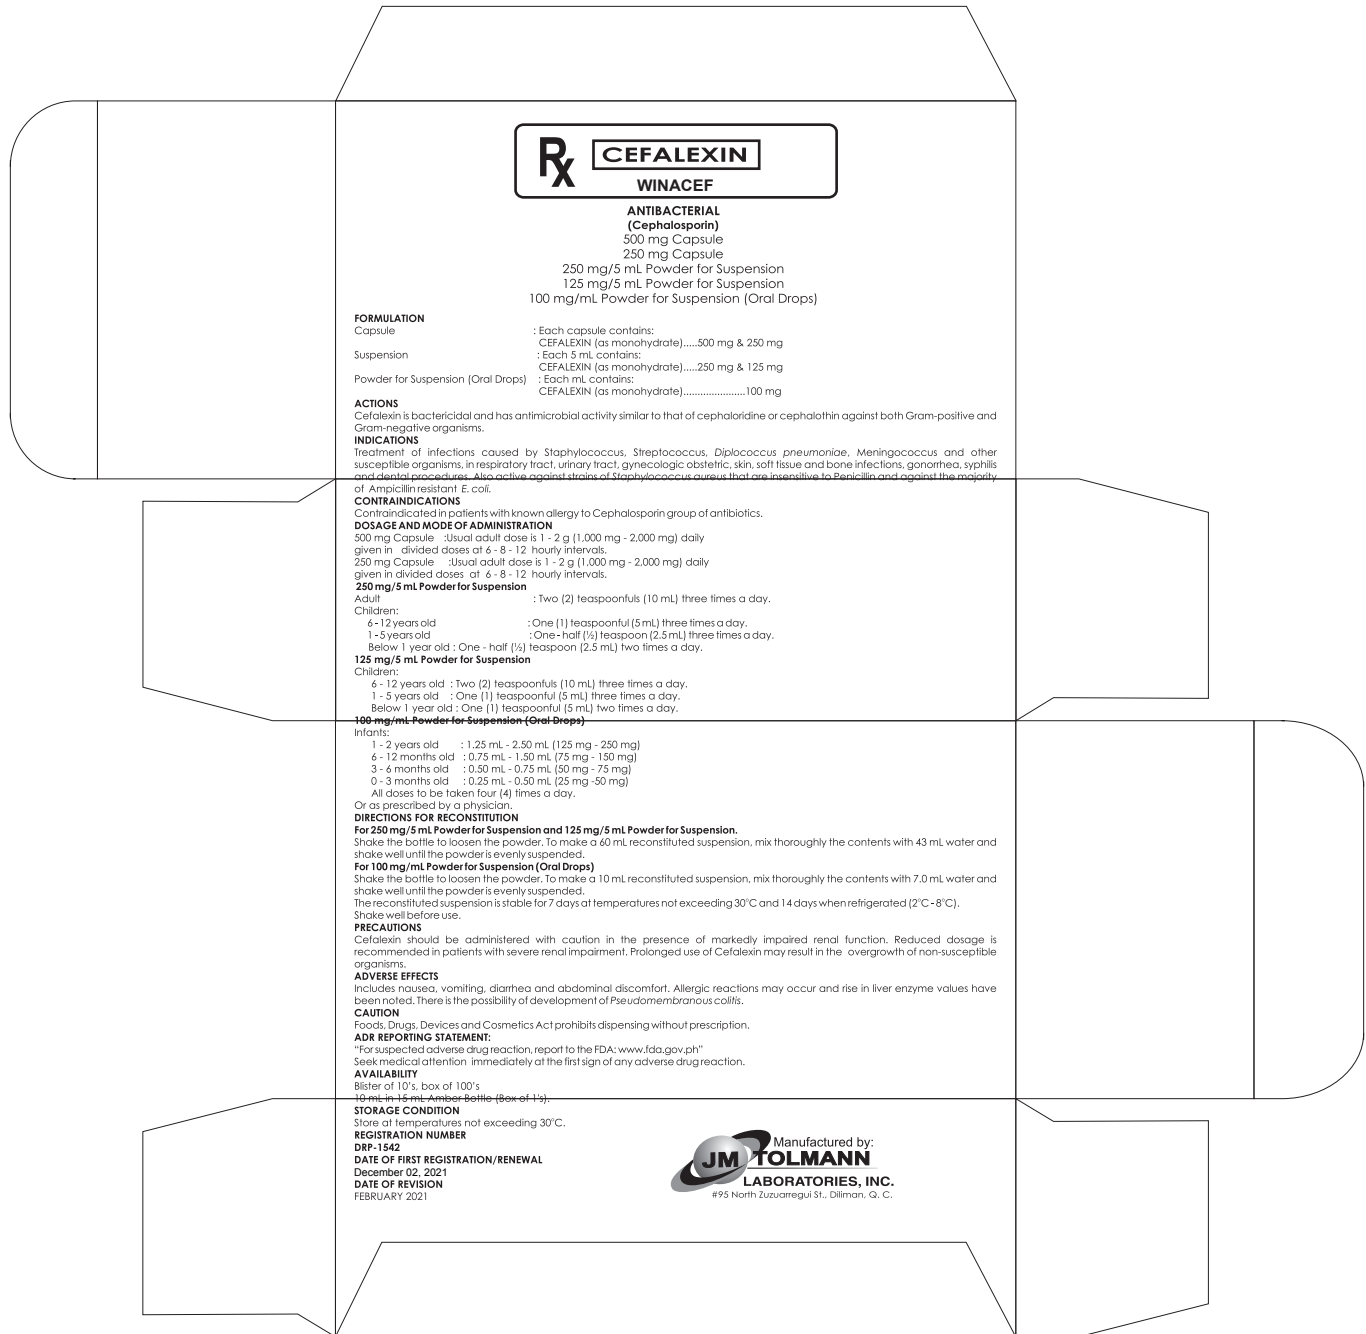 Rx CEFALEXIN
WINACEF
ANTIBACTERIAL
(Cephalosporin)
500 mg Capsule
250 mg Capsule
250 mg/5 mL Powder for Suspension
125 mg/5 mL Powder for Suspension
100 mg/mL Powder for Suspension (Oral Drops)
FORMULATION
Capsule : Each capsule contains:
CEFALEXIN (as monohydrate).....500 mg & 250 mg
Suspension : Each 5 mL contains:
CEFALEXIN (as monohydrate).....250 mg & 125 mg
Powder for Suspension (Oral Drops) : Each mL contains:
CEFALEXIN (as monohydrate)......................100 mg
ACTIONS
Cefalexin is bactericidal and has antimicrobial activity similar to that of cephaloridine or cephalothin against both Gram-positive and
Gram-negative organisms.
INDICATIONS
Treatment of infections caused by Staphylococcus, Streptococcus, Diplococcus pneumoniae, Meningococcus and other
susceptible organisms, in respiratory tract, urinary tract, gynecologic obstetric, skin, soft tissue and bone infections, gonorrhea, syphilis
and dental procedures. Also active against strains of Staphylococcus aureus that are insensitive to Penicillin and against the majority
of Ampicillin resistant E. coli.
CONTRAINDICATIONS
Contraindicated in patients with known allergy to Cephalosporin group of antibiotics.
DOSAGE AND MODE OF ADMINISTRATION
500 mg Capsule :Usual adult dose is 1 - 2 g (1,000 mg - 2,000 mg) daily
given in divided doses at 6 - 8 - 12 hourly intervals.
250 mg Capsule :Usual adult dose is 1 - 2 g (1,000 mg - 2,000 mg) daily
given in divided doses at 6 - 8 - 12 hourly intervals.
250 mg/5 mL Powder for Suspension
Adult : Two (2) teaspoonfuls (10 mL) three times a day.
Children:
6 - 12 years old : One (1) teaspoonful (5 mL) three times a day.
1 - 5 years old : One - half (½) teaspoon (2.5 mL) three times a day.
Below 1 year old : One - half (½) teaspoon (2.5 mL) two times a day.
125 mg/5 mL Powder for Suspension
Children:
6 - 12 years old : Two (2) teaspoonfuls (10 mL) three times a day.
1 - 5 years old : One (1) teaspoonful (5 mL) three times a day.
Below 1 year old : One (1) teaspoonful (5 mL) two times a day.
100 mg/mL Powder for Suspension (Oral Drops)
Infants:
1 - 2 years old : 1.25 mL - 2.50 mL (125 mg - 250 mg)
6 - 12 months old : 0.75 mL - 1.50 mL (75 mg - 150 mg)
3 - 6 months old : 0.50 mL - 0.75 mL (50 mg - 75 mg)
0 - 3 months old : 0.25 mL - 0.50 mL (25 mg -50 mg)
All doses to be taken four (4) times a day.
Or as prescribed by a physician.
DIRECTIONS FOR RECONSTITUTION
For 250 mg/5 mL Powder for Suspension and 125 mg/5 mL Powder for Suspension.
Shake the bottle to loosen the powder. To make a 60 mL reconstituted suspension, mix thoroughly the contents with 43 mL water and
shake well until the powder is evenly suspended.
For 100 mg/mL Powder for Suspension (Oral Drops)
Shake the bottle to loosen the powder. To make a 10 mL reconstituted suspension, mix thoroughly the contents with 7.0 mL water and
shake well until the powder is evenly suspended.
The reconstituted suspension is stable for 7 days at temperatures not exceeding 30°C and 14 days when refrigerated (2°C - 8°C).
Shake well before use.
PRECAUTIONS
Cefalexin should be administered with caution in the presence of markedly impaired renal function. Reduced dosage is
recommended in patients with severe renal impairment. Prolonged use of Cefalexin may result in the overgrowth of non-susceptible
organisms.
ADVERSE EFFECTS
Includes nausea, vomiting, diarrhea and abdominal discomfort. Allergic reactions may occur and rise in liver enzyme values have
been noted. There is the possibility of development of Pseudomembranous colitis.
CAUTION
Foods, Drugs, Devices and Cosmetics Act prohibits dispensing without prescription.
ADR REPORTING STATEMENT:
“For suspected adverse drug reaction, report to the FDA: www.fda.gov.ph”
Seek medical attention immediately at the first sign of any adverse drug reaction.
AVAILABILITY
Blister of 10's, box of 100's
10 mL in 15 mL Amber Bottle (Box of 1's).
STORAGE CONDITION
Store at temperatures not exceeding 30°C.
REGISTRATION NUMBER
DRP-1542
DATE OF FIRST REGISTRATION/RENEWAL
December 02, 2021
DATE OF REVISION
FEBRUARY 2021
Manufactured by:
JM TOLMANN
LABORATORIES, INC.
#95 North Zuzuarregui St., Diliman, Q. C.